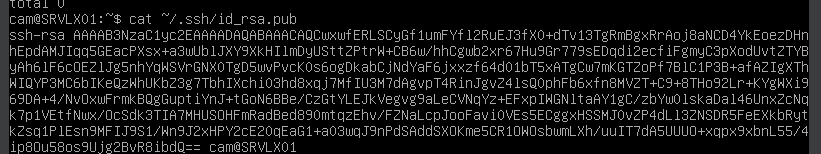 total 0
cam@SRVLX01:~$ cat ~/.ssh/id_rsa.pub
ssh-rsa AAAAB3NzaC1yc2EAAAADAQABAAACAQCwxwfERLSCyGf1umFYfl2RuEJ3fX0+dTv13TgRmBgxRrAoj8aNCD4YkEoezDHn
hEpdAMJIqq5GEacPXsx+a3wUblJXY9XkHIlmDyUSttZPtrW+CB6w/hhCgwb2xr67Hu9Gr779sEDqdi2ecfiFgmyC3pXodUvtZTYB
yAh6lF6cOEZlJg5nhYqWSVrGNX0TgD5wvPvcK0s6ogDkabCjNdYaF6jxxzf64d01bT5xATgCw7mKGTZoPf7BlC1P3B+afAZIgXTh
WIQYP3MC6bIKeQzWhUKbZ3g7TbhIXchi03hd8xqj7MfIU3M7dAgvpT4RinJgvZ4lsQ0phFb6xfn8MVZT+C9+8THo92Lr+KYgWXi9
69DA+4/NvOxwFrmkBQgGuptiYnJ+tGoN6BBe/CzGtYLEJkVegvg9aLeCVNqYz+EFxpIWGNltaAY1gC/zbYw0lskaDal46UnxZcNq
k7p1VEtfNwx/OcSdk3TIA7MHUSOHFmRadBed890mtqzEhv/FZNaLcpJooFavi0VEs5ECggxHSSMJ0vZP4dLl3ZNSDR5FeEXkbRyt
kZsq1PlEsn9MFIJ9S1/Wn9J2xHPY2cE20qEaG1+a03wqJ9nPdSAddSXOKme5CR1OWOsbwmLXh/uuIT7dA5UUUO+xqpx9xbnL55/4
ip8Ou58os9Ujg2BvR8ibdQ== cam@SRVLX01